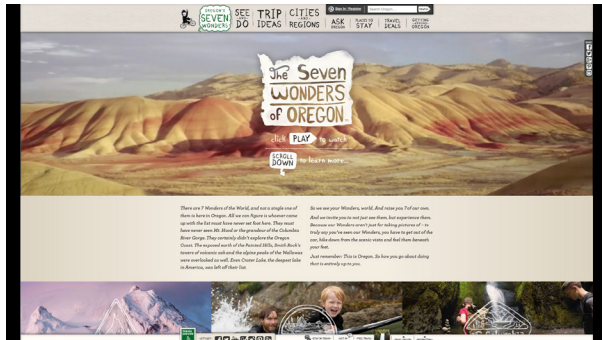 OREGON'S
SEVEN
WONDERS
SEE
AND
DO
TRIP
IDEAS
CITIES
AND
REGIONS
Sign In / Register
ASK
OREGON
PLACES TO
STAY
TRAVEL
DEALS
GETTING
OREGON
The Seven
WONDERS
of OREGON
click PLAY to watch
SCROLL
DOWN to learn more...
There are 7 Wonders of the World, and not a single one of
them is here in Oregon. All we can figure is whoever came
up with the list must have never set foot here. They must
have never seen Mt. Hood or the grandeur of the Columbia
River Gorge. They certainly didn't explore the Oregon
Coast. The exposed earth of the Painted Hills, Smith Rock's
towers of volcanic ash and the alpine peaks of the Wallowas
were overlooked as well. Even Crater Lake, the deepest lake
in America, was left off their list.
So we see your Wonders, world. And raise you 7 of our own.
And we invite you to not just see them, but experience them.
Because our Wonders aren't just for taking pictures of - to
truly say you've seen our Wonders, you have to get out of the
car, hike down from the scenic vista and feel them beneath
your feet.
Just remember: This is Oregon. So how you go about doing
that is entirely up to you.
Columbia